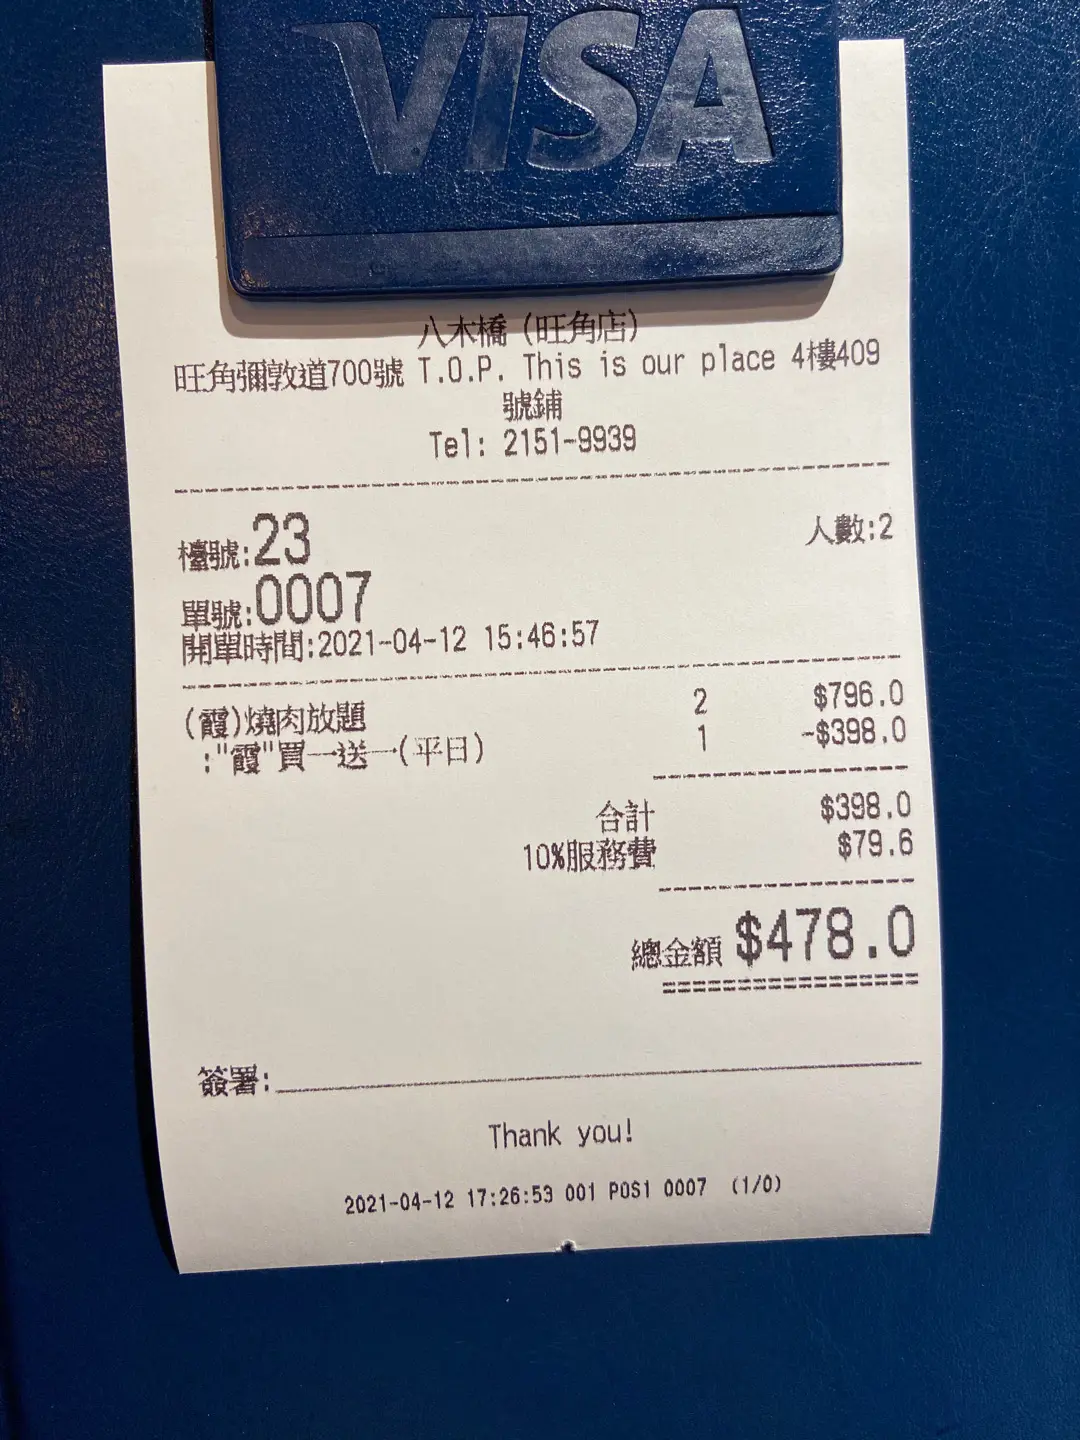 VISA
八木橋 (旺角店)
旺角彌敦道700號 T.O.P. This is our place 4樓409
號鋪
Tel: 2151-9939
檯號:23 人數:2
單號:0007
開單時間:2021-04-12 15:46:57
(霞)燒肉放題 2 $796.0
:"霞"買一送一(平日) 1 -$398.0
合計 $398.0
10%服務費 $79.6
總金額 $478.0
簽署:
Thank you!
2021-04-12 17:26:53 001 POS1 0007 (1/0)